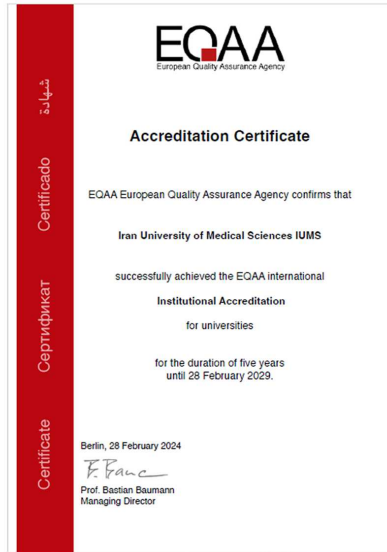 EQAA
European Quality Assurance Agency
Accreditation Certificate
EQAA European Quality Assurance Agency confirms that
Iran University of Medical Sciences IUMS
successfully achieved the EQAA international
Institutional Accreditation
for universities
for the duration of five years
until 28 February 2029.
Berlin, 28 February 2024
Prof. Bastian Baumann
Managing Director
شهادة
Certificado
Сертификат
Certificate